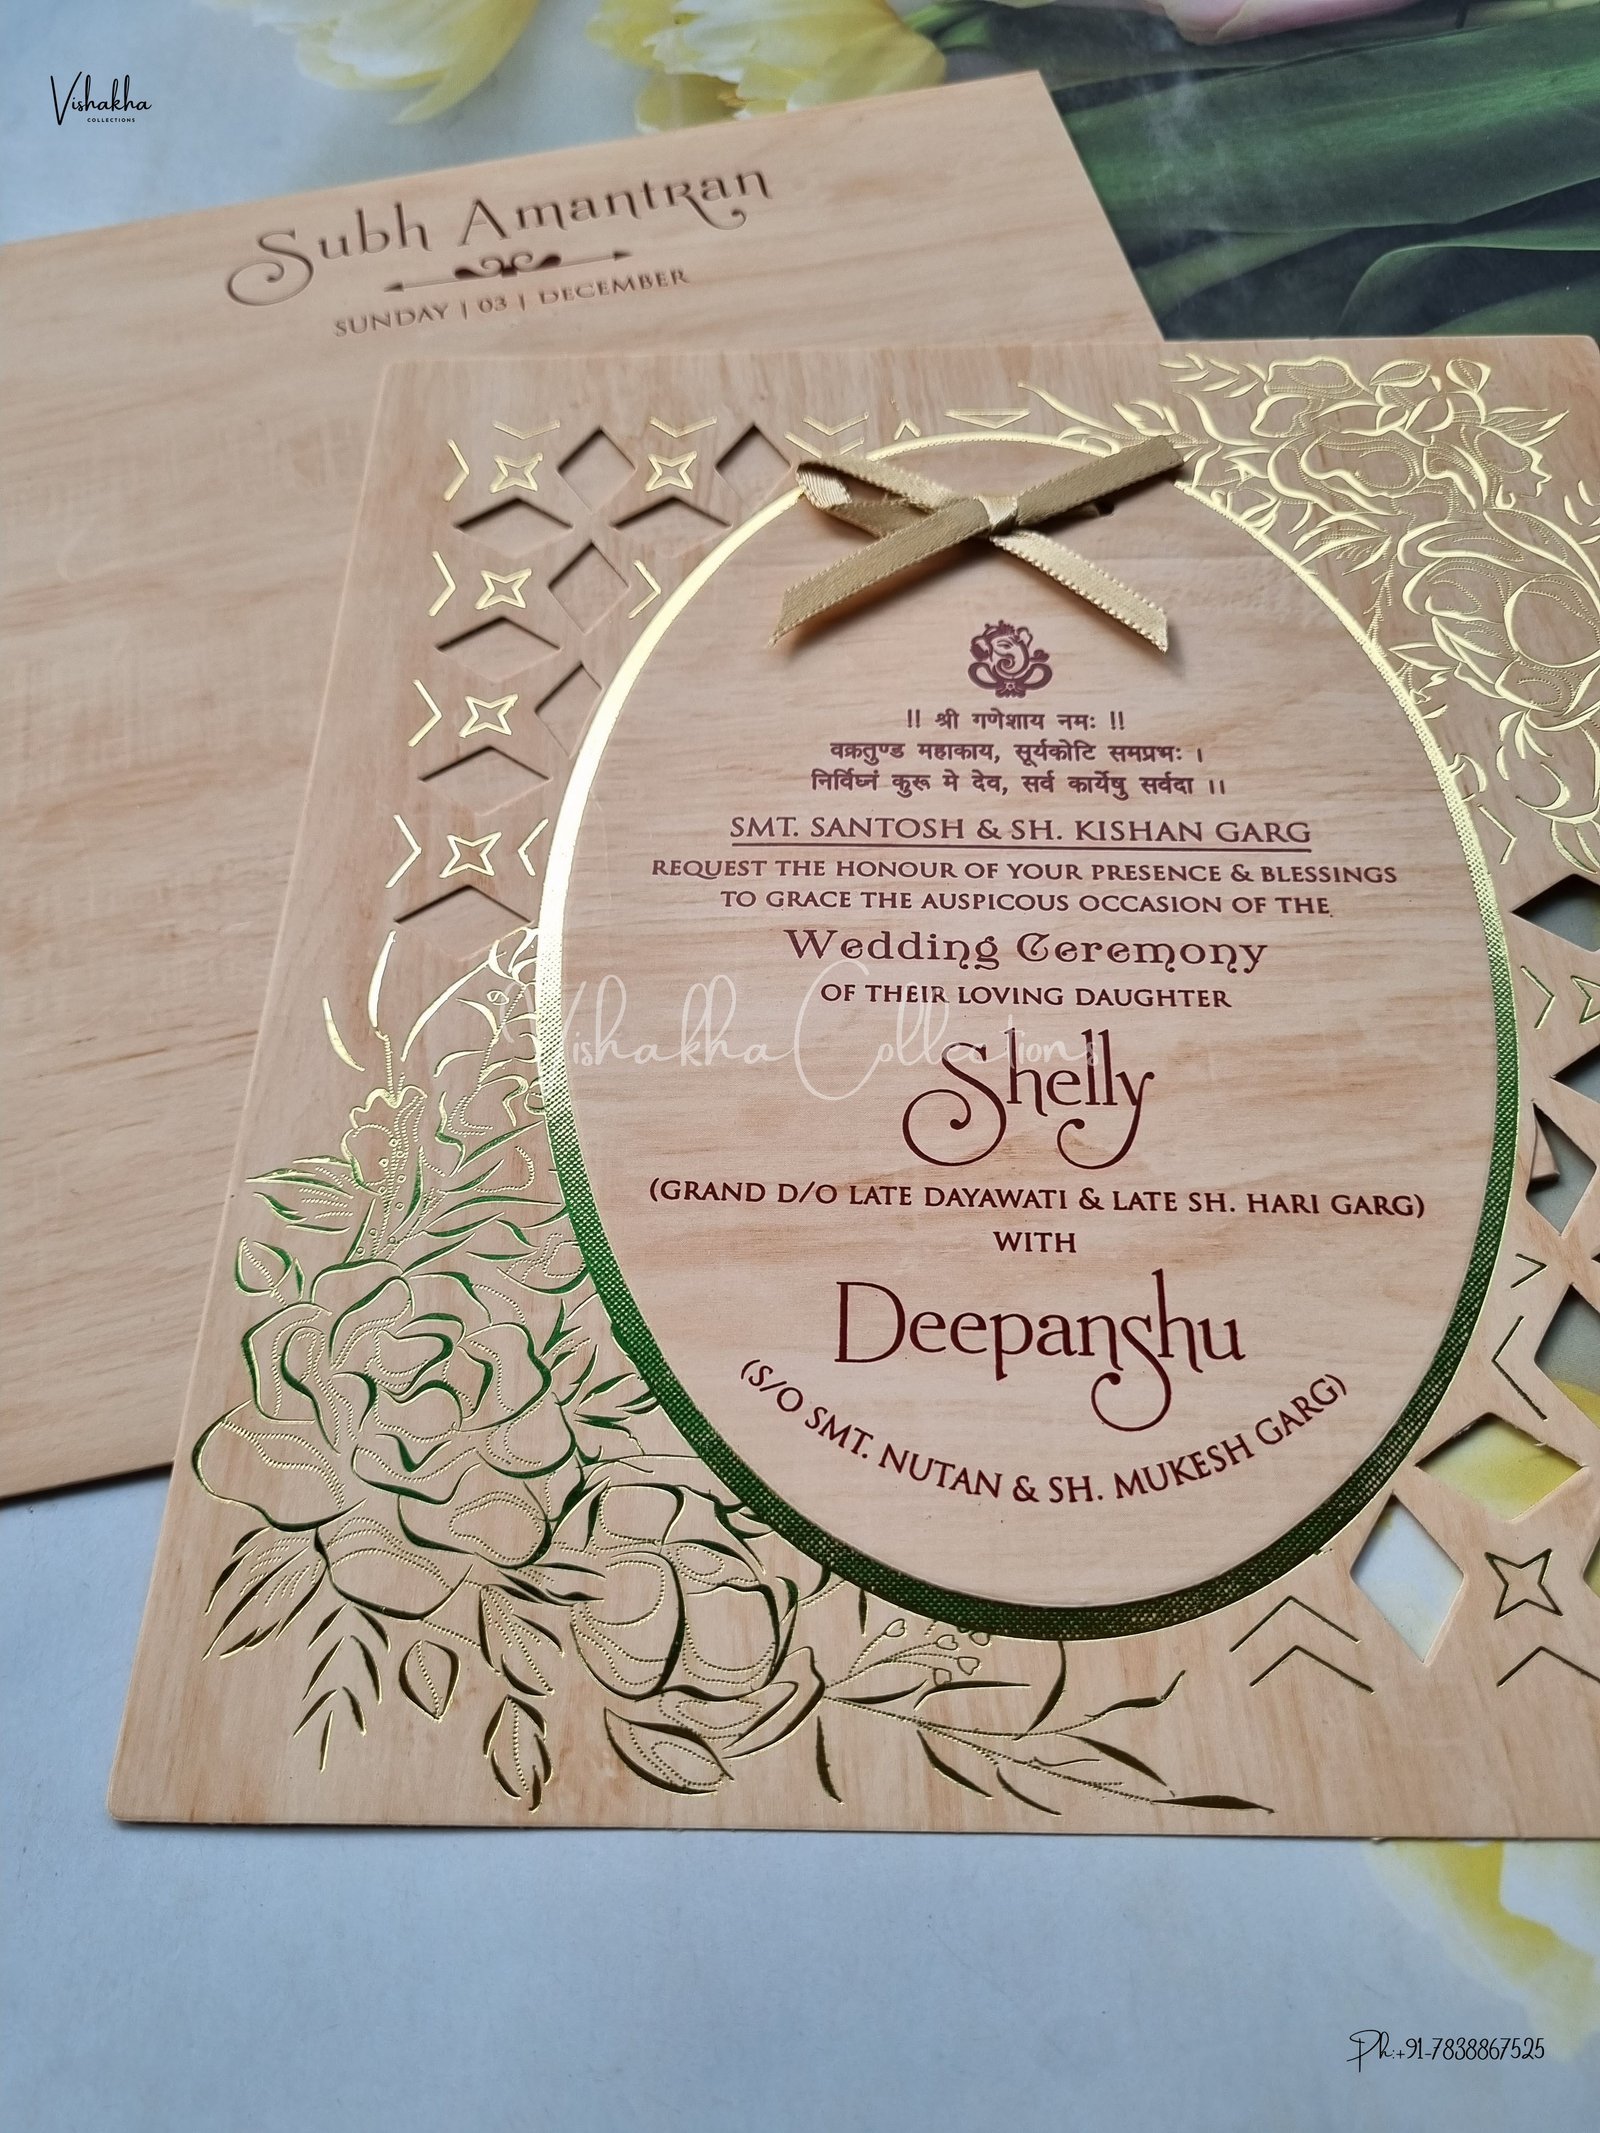 Vishakha
COLLECTIONS
Subh Amantran
SUNDAY | 03 | DECEMBER
!! श्री गणेशाय नमः !!
वक्रतुण्ड महाकाय, सूर्यकोटि समप्रभः ।
निर्विघ्नं कुरू मे देव, सर्व कार्येषु सर्वदा ।।
SMT. SANTOSH & SH. KISHAN GARG
REQUEST THE HONOUR OF YOUR PRESENCE & BLESSINGS
TO GRACE THE AUSPICOUS OCCASION OF THE
Wedding Ceremony
OF THEIR LOVING DAUGHTER
Vishakha Collections
Shelly
(GRAND D/O LATE DAYAWATI & LATE SH. HARI GARG)
WITH
Deepanshu
(S/O SMT. NUTAN & SH. MUKESH GARG)
Ph:+91-7838867525